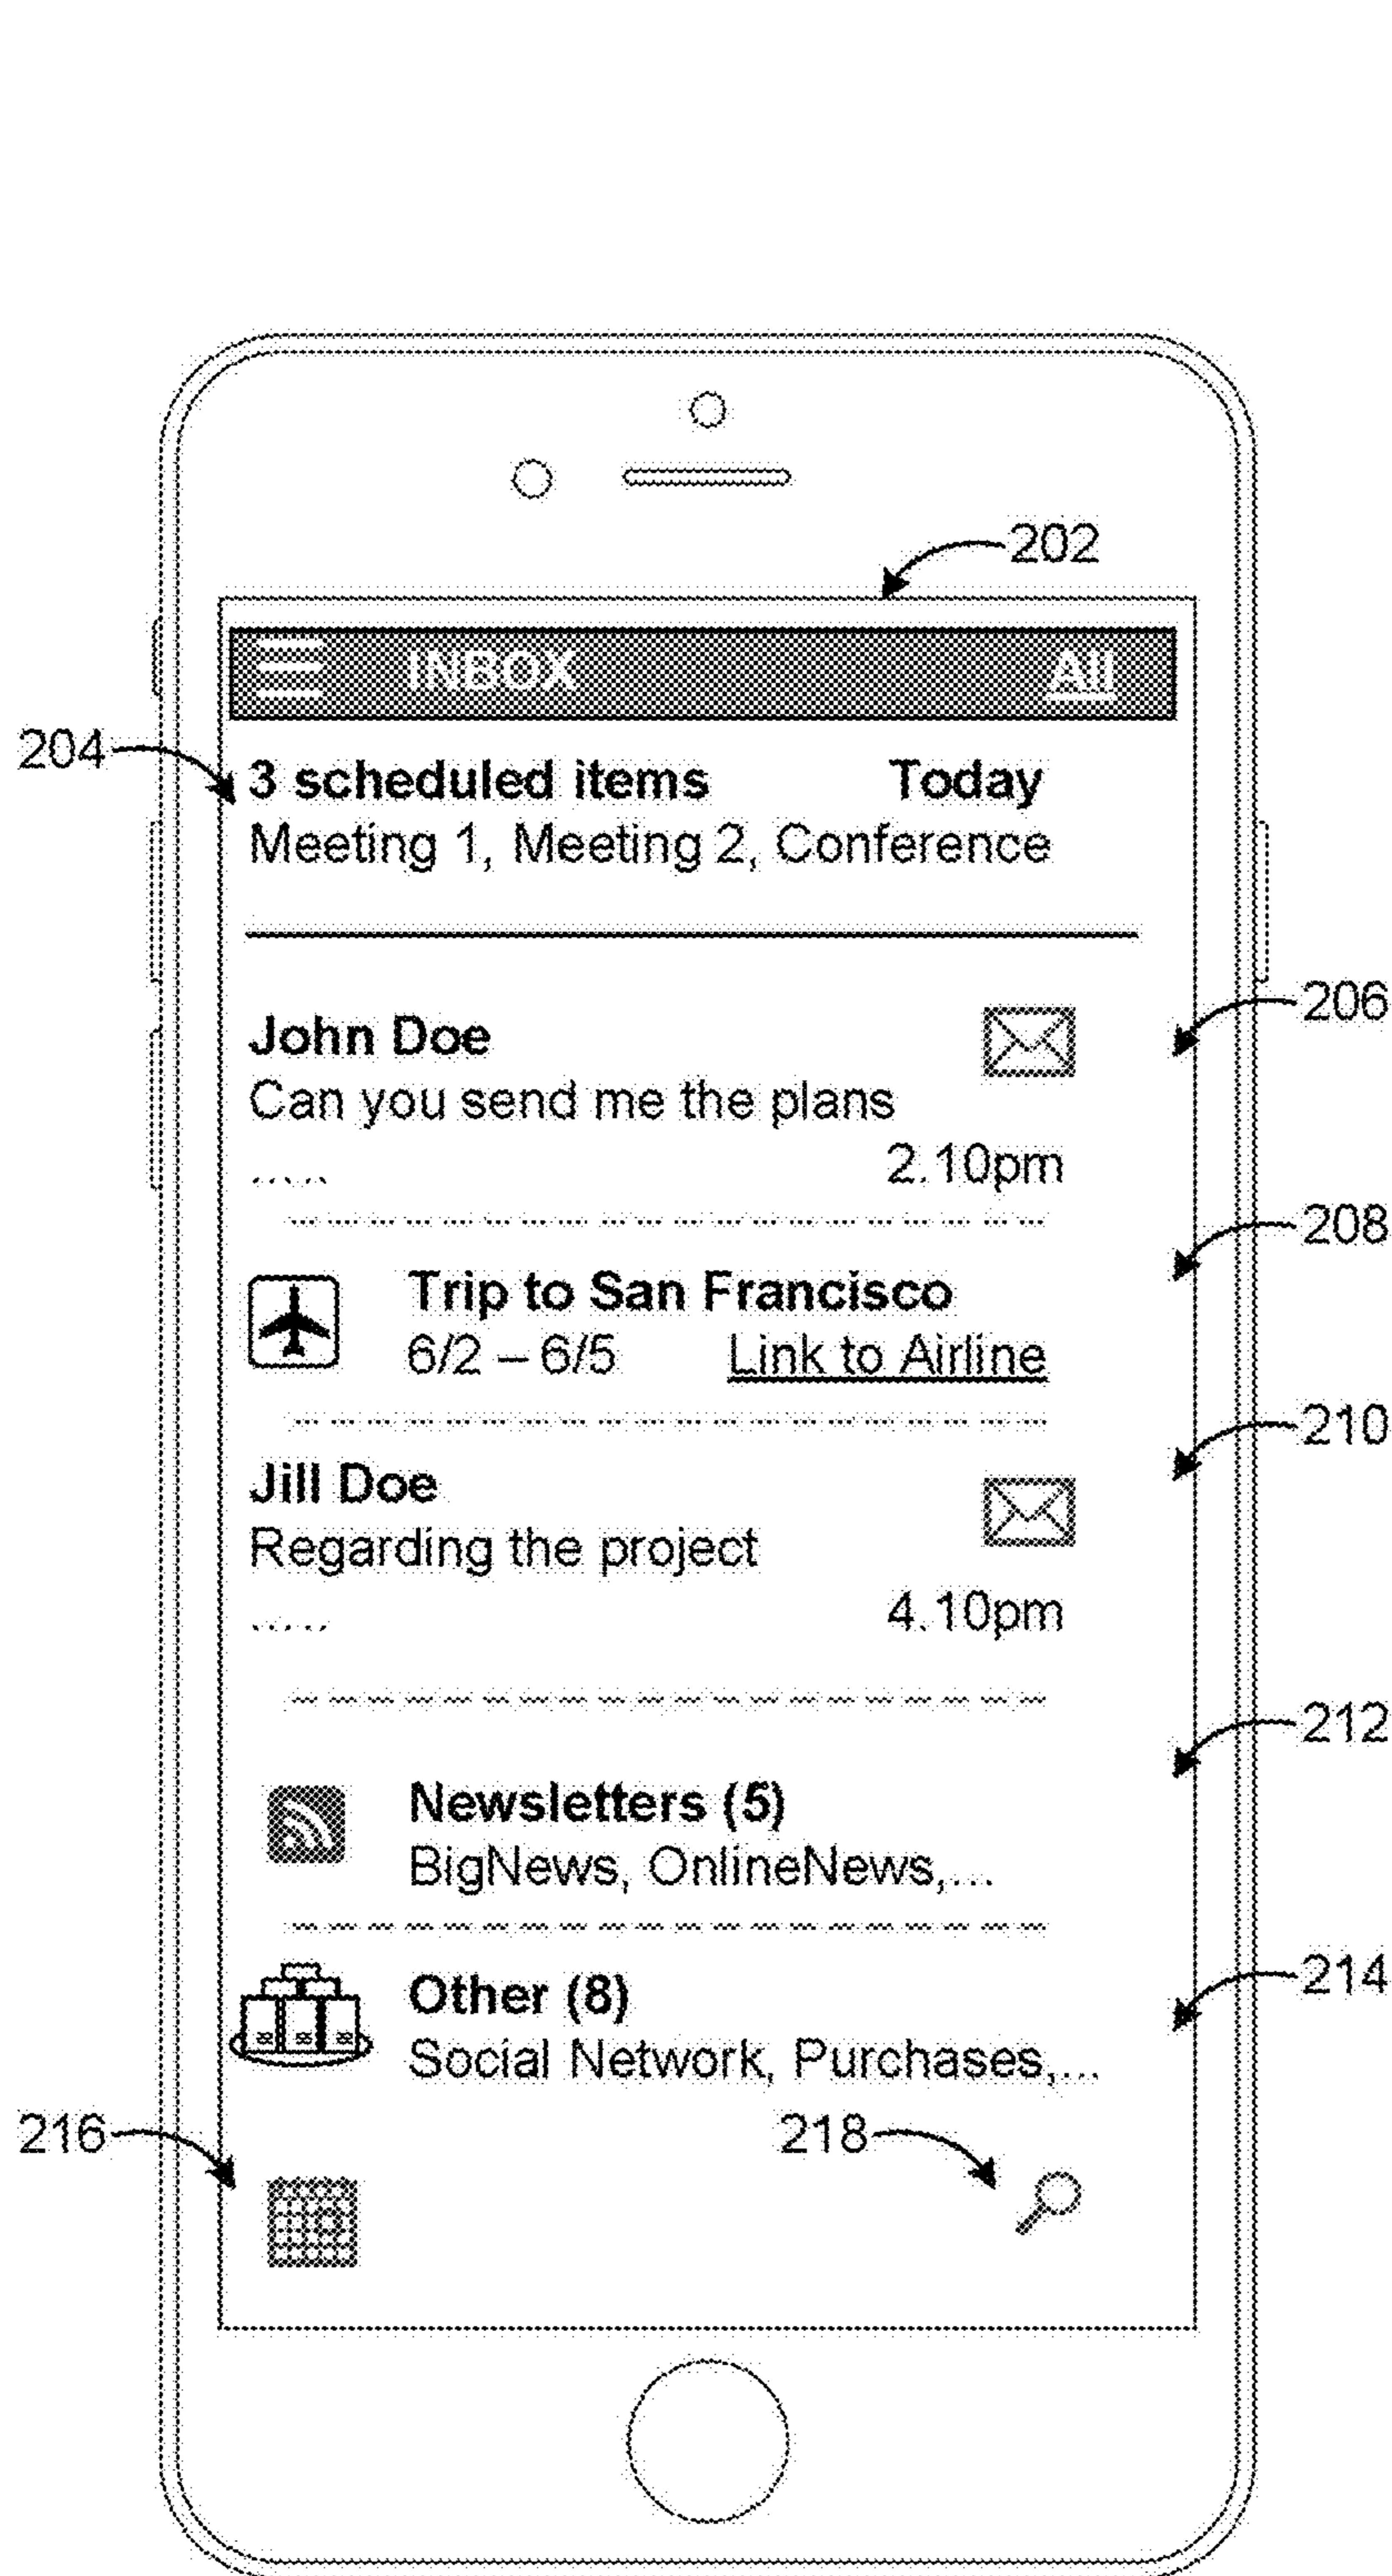 202
INBOX All
204
3 scheduled items Today
Meeting 1, Meeting 2, Conference
206
John Doe
Can you send me the plans
..... 2.10pm
208
Trip to San Francisco
6/2 – 6/5 Link to Airline
210
Jill Doe
Regarding the project
..... 4.10pm
212
Newsletters (5)
BigNews, OnlineNews,...
214
Other (8)
Social Network, Purchases,...
216 218